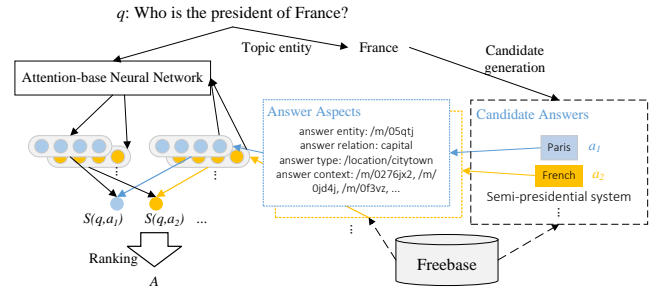 q: Who is the president of France?
Topic entity
France
Candidate
generation
Attention-base Neural Network
Answer Aspects
answer entity: /m/05qtj
answer relation: capital
answer type: /location/citytown
answer context: /m/0276jx2, /m/
0jd4j, /m/0f3vz, ...
Candidate Answers
Paris
a1
French
a2
Semi-presidential system
⋮
⋮
⋮
S(q,a1)
S(q,a2)
...
⋮
Ranking
A
Freebase